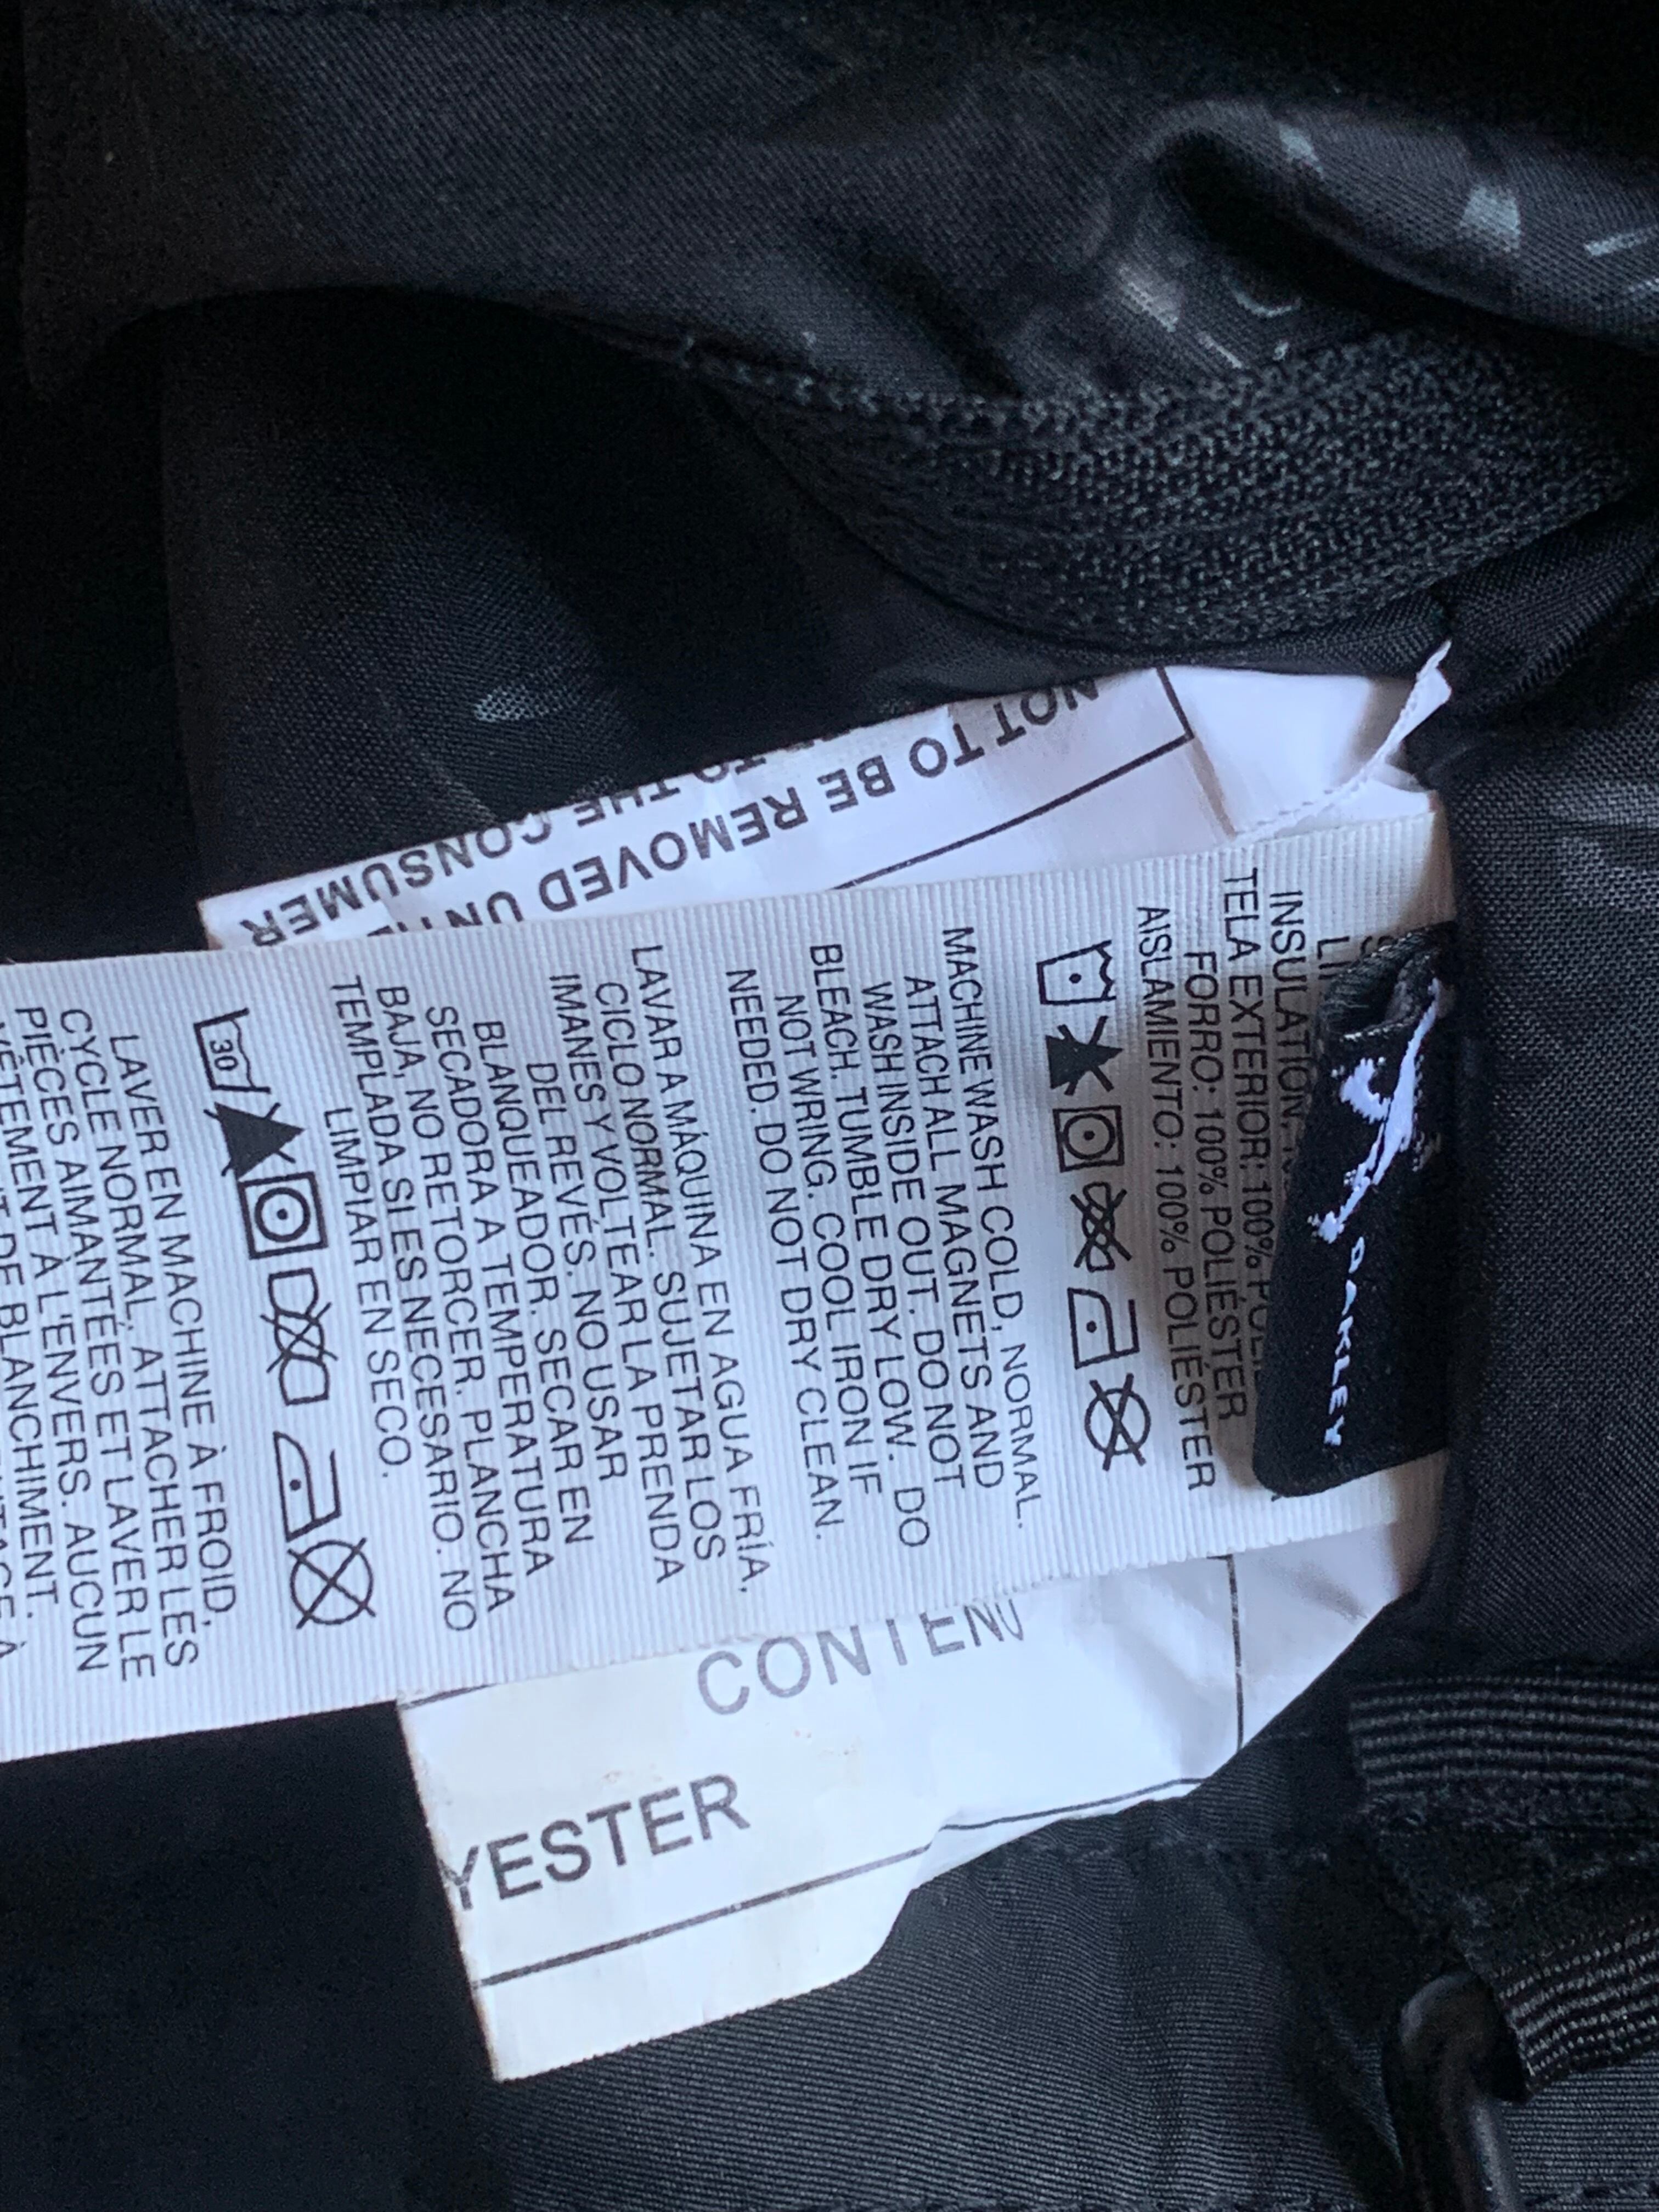 INSULATION:
TELA EXTERIOR: 100%
FORRO: 100% POLIÉSTER
AISLAMIENTO: 100% POLIÉSTER
MACHINE WASH COLD, NORMAL.
ATTACH ALL MAGNETS AND
WASH INSIDE OUT. DO NOT
BLEACH. TUMBLE DRY LOW. DO
NOT WRING. COOL IRON IF
NEEDED. DO NOT DRY CLEAN.
LAVAR A MÁQUINA EN AGUA FRÍA,
CICLO NORMAL. SUJETAR LOS
IMANES Y VOLTEAR LA PRENDA
DEL REVÉS. NO USAR
BLANQUEADOR. SECAR EN
SECADORA A TEMPERATURA
BAJA, NO RETORCER. PLANCHA
TEMPLADA SI ES NECESARIO. NO
LIMPIAR EN SECO.
30
LAVER EN MACHINE À FROID,
CYCLE NORMAL, ATTACHER LES
PIÈCES AIMANTÉES ET LAVER LE
VÊTEMENT À L'ENVERS. AUCUN
DE BLANCHIMENT.
OAKLEY
NOT TO BE REMOVED
TO THE CONSUMER
CONTENU
YESTER